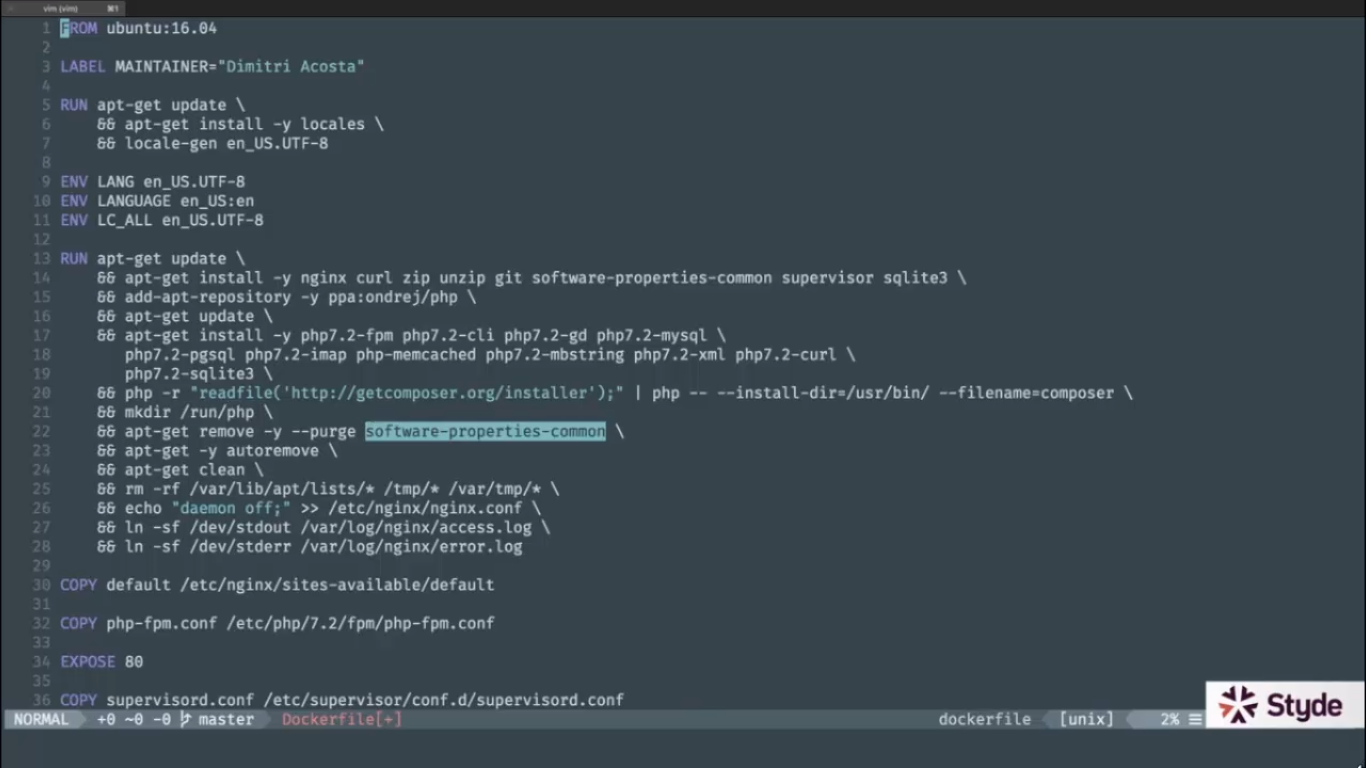 vim (vim) ⌘1
1 FROM ubuntu:16.04
2
3 LABEL MAINTAINER="Dimitri Acosta"
4
5 RUN apt-get update \
6     && apt-get install -y locales \
7     && locale-gen en_US.UTF-8
8
9 ENV LANG en_US.UTF-8
10 ENV LANGUAGE en_US:en
11 ENV LC_ALL en_US.UTF-8
12
13 RUN apt-get update \
14     && apt-get install -y nginx curl zip unzip git software-properties-common supervisor sqlite3 \
15     && add-apt-repository -y ppa:ondrej/php \
16     && apt-get update \
17     && apt-get install -y php7.2-fpm php7.2-cli php7.2-gd php7.2-mysql \
18        php7.2-pgsql php7.2-imap php-memcached php7.2-mbstring php7.2-xml php7.2-curl \
19        php7.2-sqlite3 \
20     && php -r "readfile('http://getcomposer.org/installer');" | php -- --install-dir=/usr/bin/ --filename=composer \
21     && mkdir /run/php \
22     && apt-get remove -y --purge software-properties-common \
23     && apt-get -y autoremove \
24     && apt-get clean \
25     && rm -rf /var/lib/apt/lists/* /tmp/* /var/tmp/* \
26     && echo "daemon off;" >> /etc/nginx/nginx.conf \
27     && ln -sf /dev/stdout /var/log/nginx/access.log \
28     && ln -sf /dev/stderr /var/log/nginx/error.log
29
30 COPY default /etc/nginx/sites-available/default
31
32 COPY php-fpm.conf /etc/php/7.2/fpm/php-fpm.conf
33
34 EXPOSE 80
35
36 COPY supervisord.conf /etc/supervisor/conf.d/supervisord.conf
NORMAL +0 ~0 -0 master Dockerfile[+] dockerfile [unix] 2% ☰
Styde